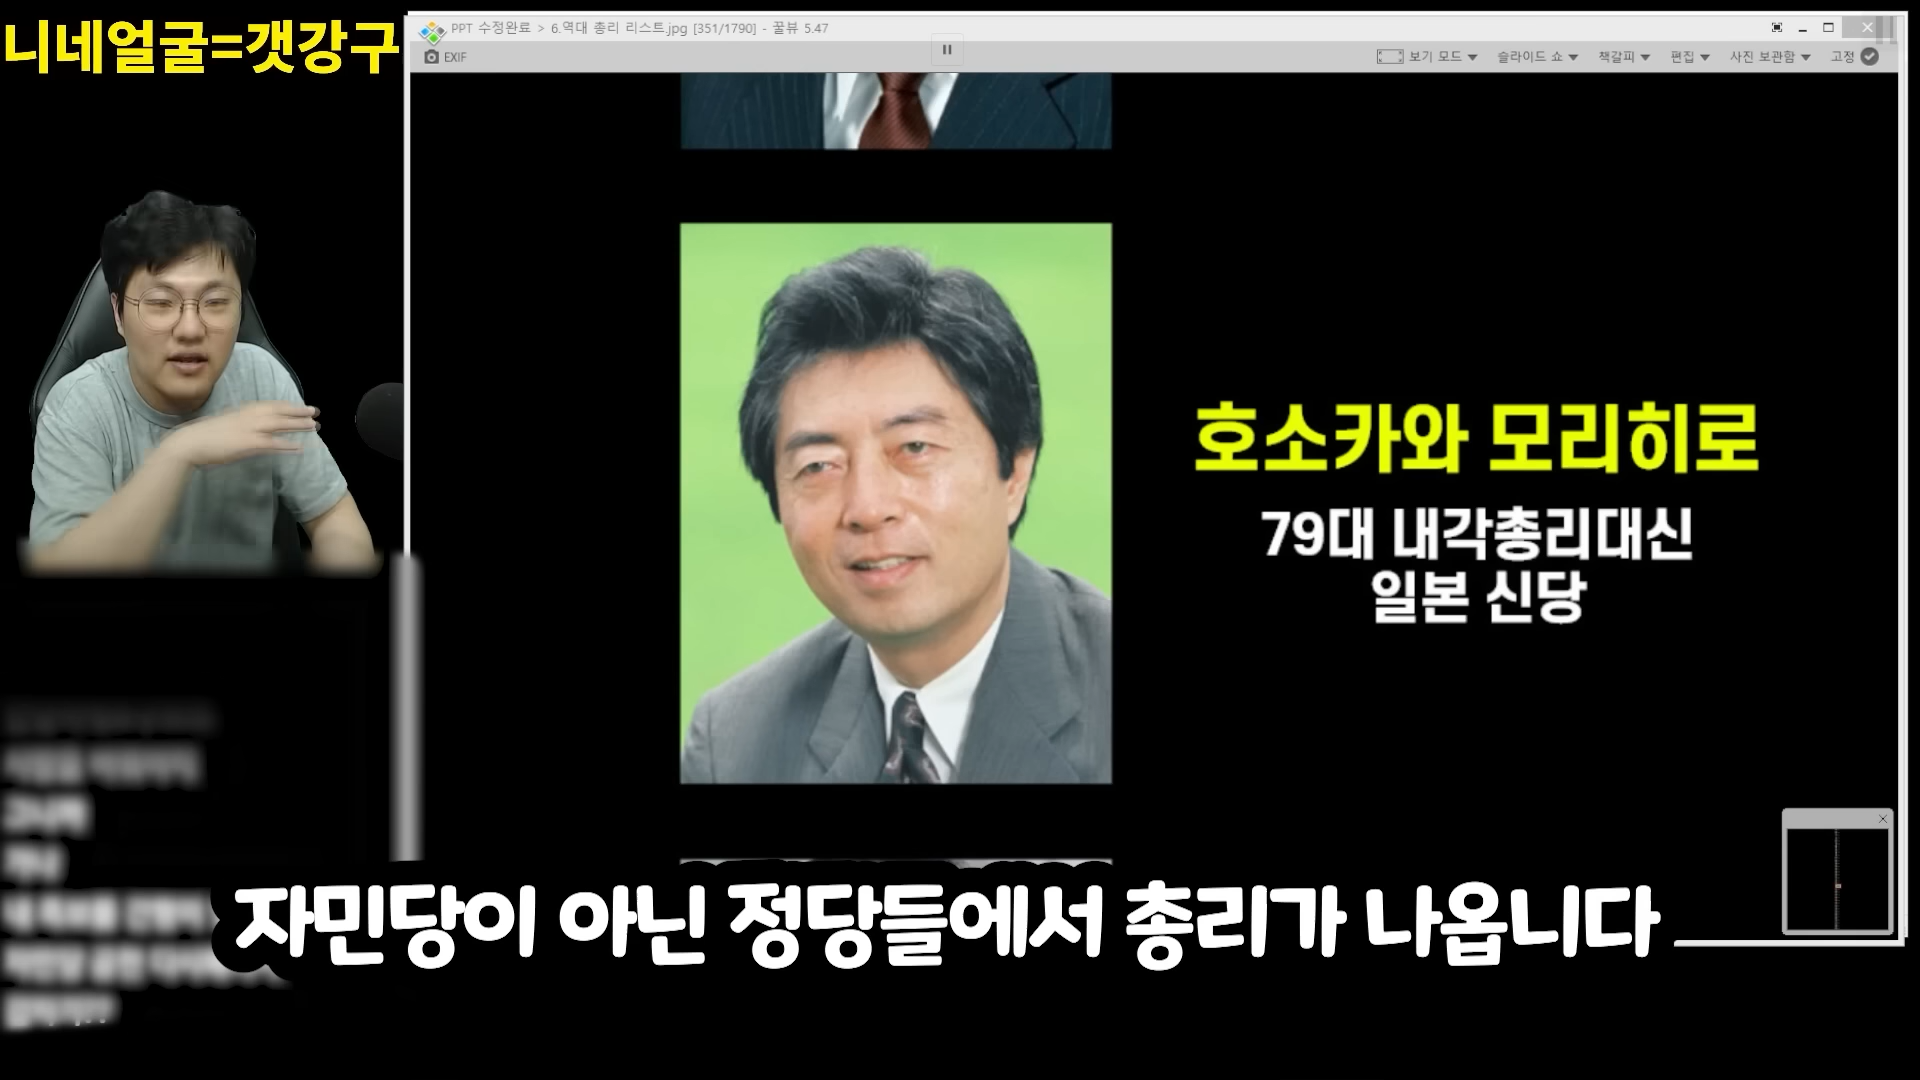 니네얼굴=갯강구
PPT 수정완료 > 6.역대 총리 리스트.jpg [351/1790] - 꿀뷰 5.47
EXIF
보기 모드
슬라이드 쇼
책갈피
편집
사진 보관함
고정
호소카와 모리히로
79대 내각총리대신
일본 신당
자민당이 아닌 정당들에서 총리가 나옵니다